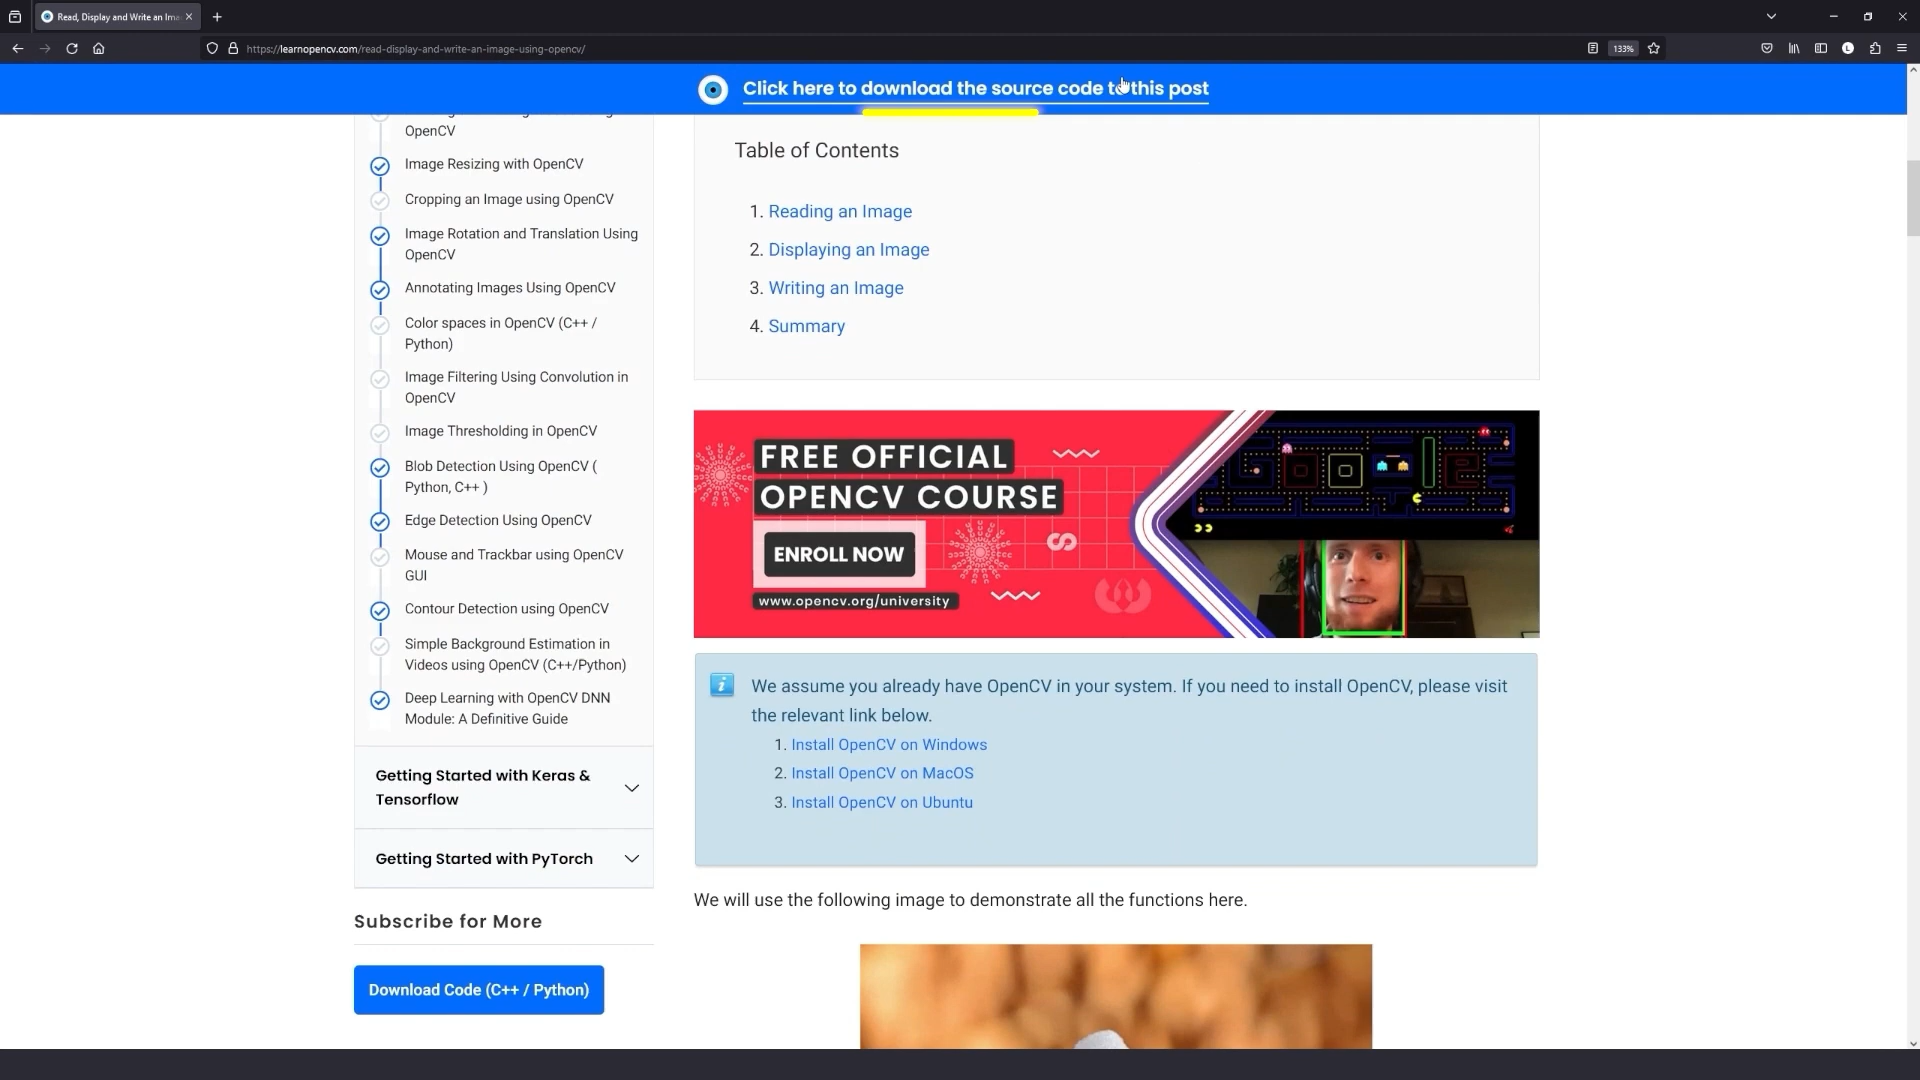 Read, Display and Write an Ima
https://learnopencv.com/read-display-and-write-an-image-using-opencv/
133%
Click here to download the source code to this post
OpenCV
Image Resizing with OpenCV
Cropping an Image using OpenCV
Image Rotation and Translation Using
OpenCV
Annotating Images Using OpenCV
Color spaces in OpenCV (C++ /
Python)
Image Filtering Using Convolution in
OpenCV
Image Thresholding in OpenCV
Blob Detection Using OpenCV (
Python, C++ )
Edge Detection Using OpenCV
Mouse and Trackbar using OpenCV
GUI
Contour Detection using OpenCV
Simple Background Estimation in
Videos using OpenCV (C++/Python)
Deep Learning with OpenCV DNN
Module: A Definitive Guide
Getting Started with Keras &
Tensorflow
Getting Started with PyTorch
Subscribe for More
Download Code (C++ / Python)
Table of Contents
1. Reading an Image
2. Displaying an Image
3. Writing an Image
4. Summary
FREE OFFICIAL
OPENCV COURSE
ENROLL NOW
www.opencv.org/university
We assume you already have OpenCV in your system. If you need to install OpenCV, please visit
the relevant link below.
1. Install OpenCV on Windows
2. Install OpenCV on MacOS
3. Install OpenCV on Ubuntu
We will use the following image to demonstrate all the functions here.